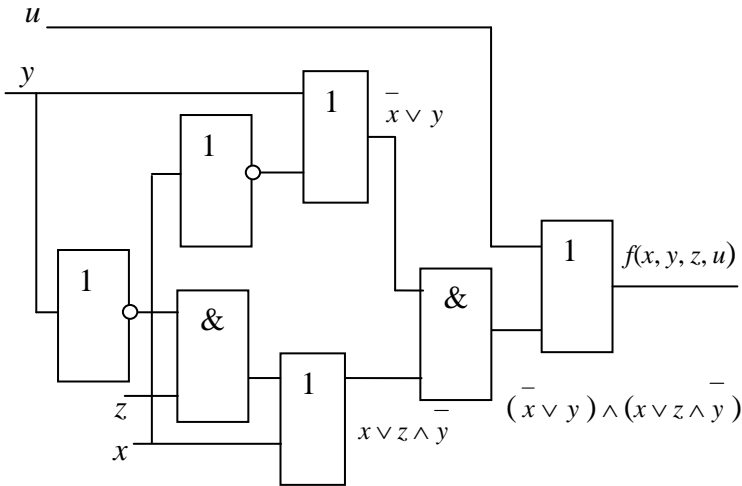 u
y
1
x̅ ∨ y
1
1
f(x, y, z, u)
1
&
&
1
z
x ∨ z ∧ y̅
(x̅ ∨ y) ∧ (x ∨ z ∧ y̅)
x